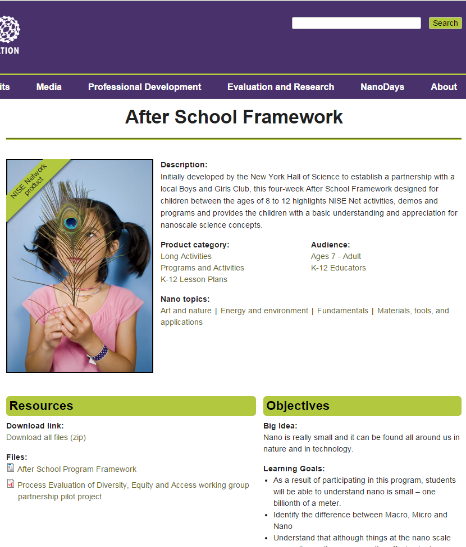 ATION
Search
its Media Professional Development Evaluation and Research NanoDays About
After School Framework
NISE Network
product
Description:
Initially developed by the New York Hall of Science to establish a partnership with a
local Boys and Girls Club, this four-week After School Framework designed for
children between the ages of 8 to 12 highlights NISE Net activities, demos and
programs and provides the children with a basic understanding and appreciation for
nanoscale science concepts.
Product category:
Long Activities
Programs and Activities
K-12 Lesson Plans
Audience:
Ages 7 - Adult
K-12 Educators
Nano topics:
Art and nature | Energy and environment | Fundamentals | Materials, tools, and
applications
Resources
Download link:
Download all files (zip)
Files:
After School Program Framework
Process Evaluation of Diversity, Equity and Access working group
partnership pilot project
Objectives
Big Idea:
Nano is really small and it can be found all around us in
nature and in technology.
Learning Goals:
• As a result of participating in this program, students
will be able to understand nano is small – one
billionth of a meter.
• Identify the difference between Macro, Micro and
Nano
• Understand that although things at the nano scale